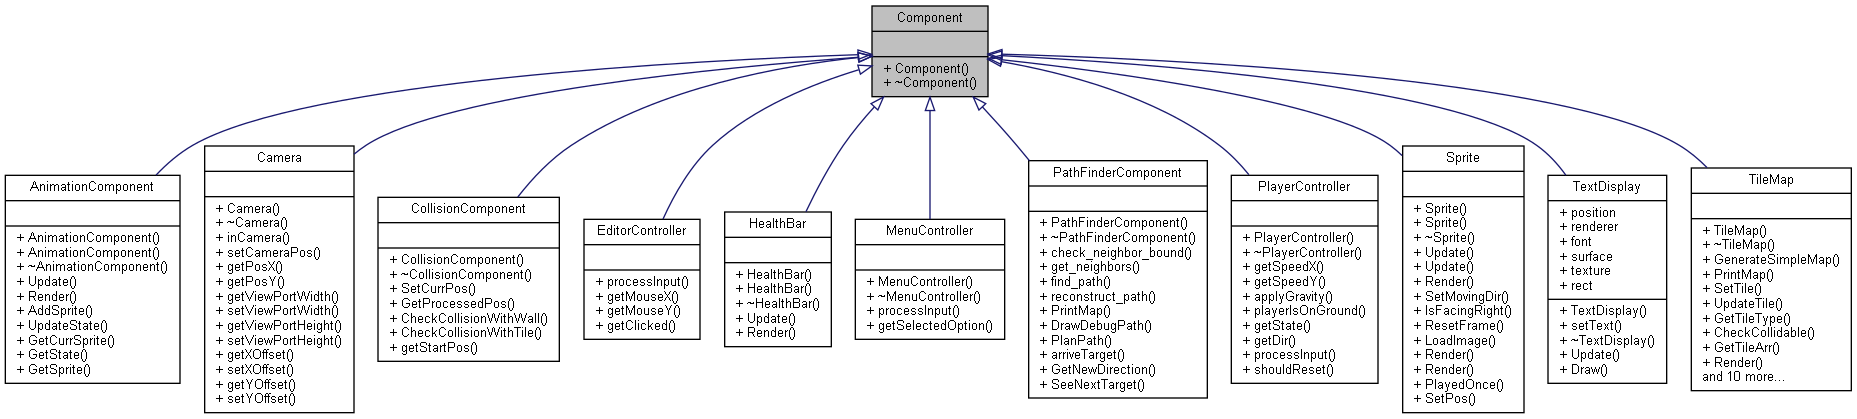 Component
+ Component()
+ ~Component()
AnimationComponent
+ AnimationComponent()
+ AnimationComponent()
+ ~AnimationComponent()
+ Update()
+ Render()
+ AddSprite()
+ UpdateState()
+ GetCurrSprite()
+ GetState()
+ GetSprite()
Camera
+ Camera()
+ ~Camera()
+ inCamera()
+ setCameraPos()
+ getPosX()
+ getPosY()
+ getViewPortWidth()
+ setViewPortWidth()
+ getViewPortHeight()
+ setViewPortHeight()
+ getXOffset()
+ setXOffset()
+ getYOffset()
+ setYOffset()
CollisionComponent
+ CollisionComponent()
+ ~CollisionComponent()
+ SetCurrPos()
+ GetProcessedPos()
+ CheckCollisionWithWall()
+ CheckCollisionWithTile()
+ getStartPos()
EditorController
+ processInput()
+ getMouseX()
+ getMouseY()
+ getClicked()
HealthBar
+ HealthBar()
+ HealthBar()
+ ~HealthBar()
+ Update()
+ Render()
MenuController
+ MenuController()
+ ~MenuController()
+ processInput()
+ getSelectedOption()
PathFinderComponent
+ PathFinderComponent()
+ ~PathFinderComponent()
+ check_neighbor_bound()
+ get_neighbors()
+ find_path()
+ reconstruct_path()
+ PrintMap()
+ DrawDebugPath()
+ PlanPath()
+ arriveTarget()
+ GetNewDirection()
+ SeeNextTarget()
PlayerController
+ PlayerController()
+ ~PlayerController()
+ getSpeedX()
+ getSpeedY()
+ applyGravity()
+ playerIsOnGround()
+ getState()
+ getDir()
+ processInput()
+ shouldReset()
Sprite
+ Sprite()
+ Sprite()
+ ~Sprite()
+ Update()
+ Update()
+ Render()
+ SetMovingDir()
+ IsFacingRight()
+ ResetFrame()
+ LoadImage()
+ Render()
+ Render()
+ PlayedOnce()
+ SetPos()
TextDisplay
+ position
+ renderer
+ font
+ surface
+ texture
+ rect
+ TextDisplay()
+ setText()
+ ~TextDisplay()
+ Update()
+ Draw()
TileMap
+ TileMap()
+ ~TileMap()
+ GenerateSimpleMap()
+ PrintMap()
+ SetTile()
+ UpdateTile()
+ GetTileType()
+ CheckCollidable()
+ GetTileArr()
+ Render()
and 10 more...